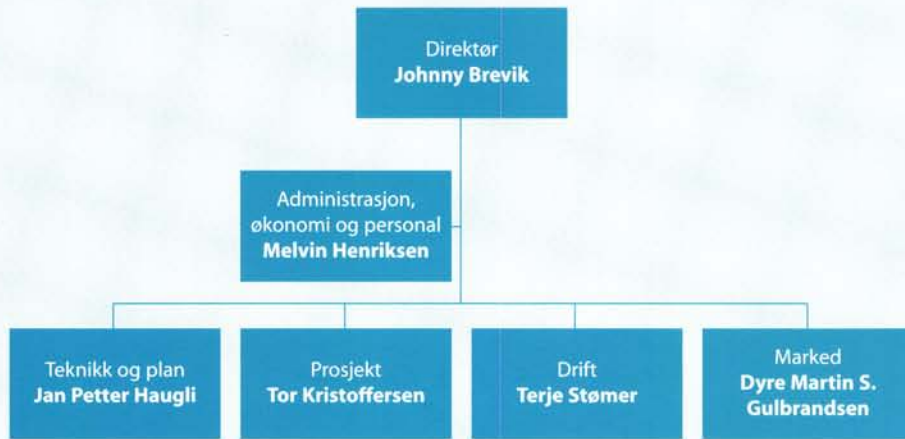 Direktør
Johnny Brevik
Administrasjon,
økonomi og personal
Melvin Henriksen
Teknikk og plan
Jan Petter Haugli
Prosjekt
Tor Kristoffersen
Drift
Terje Stømer
Marked
Dyre Martin S.
Gulbrandsen